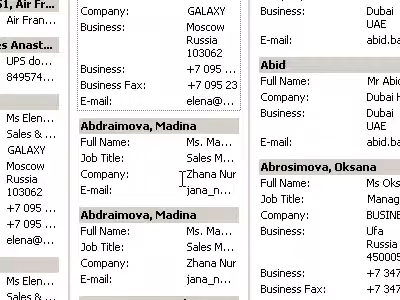 S1, Air Fr...
Air Fran...
es Anast...
UPS do...
849574...
Ms Elen...
Sales & ...
GALAXY
Moscow
Russia
103062
+7 095 ...
+7 095 ...
elena@...
Ms Elen...
Sales & ...
Company: GALAXY
Business: Moscow
Russia
103062
Business: +7 095 ...
Business Fax: +7 095 23
E-mail: elena@...
Abdraimova, Madina
Full Name: Ms. Ma...
Job Title: Sales M...
Company: Zhana Nur
E-mail: jana_n...
Abdraimova, Madina
Full Name: Ms. Ma...
Job Title: Sales M...
Company: Zhana Nur
E-mail: jana_n...
Business: Dubai
UAE
E-mail: abid.ba
Abid
Full Name: Mr Abid
Company: Dubai H
Business: Dubai
UAE
E-mail: abid.ba
Abrosimova, Oksana
Full Name: Ms Oks
Job Title: Manag
Company: BUSINE
Business: Ufa
Russia
450005
Business: +7 347
Business Fax: +7 347